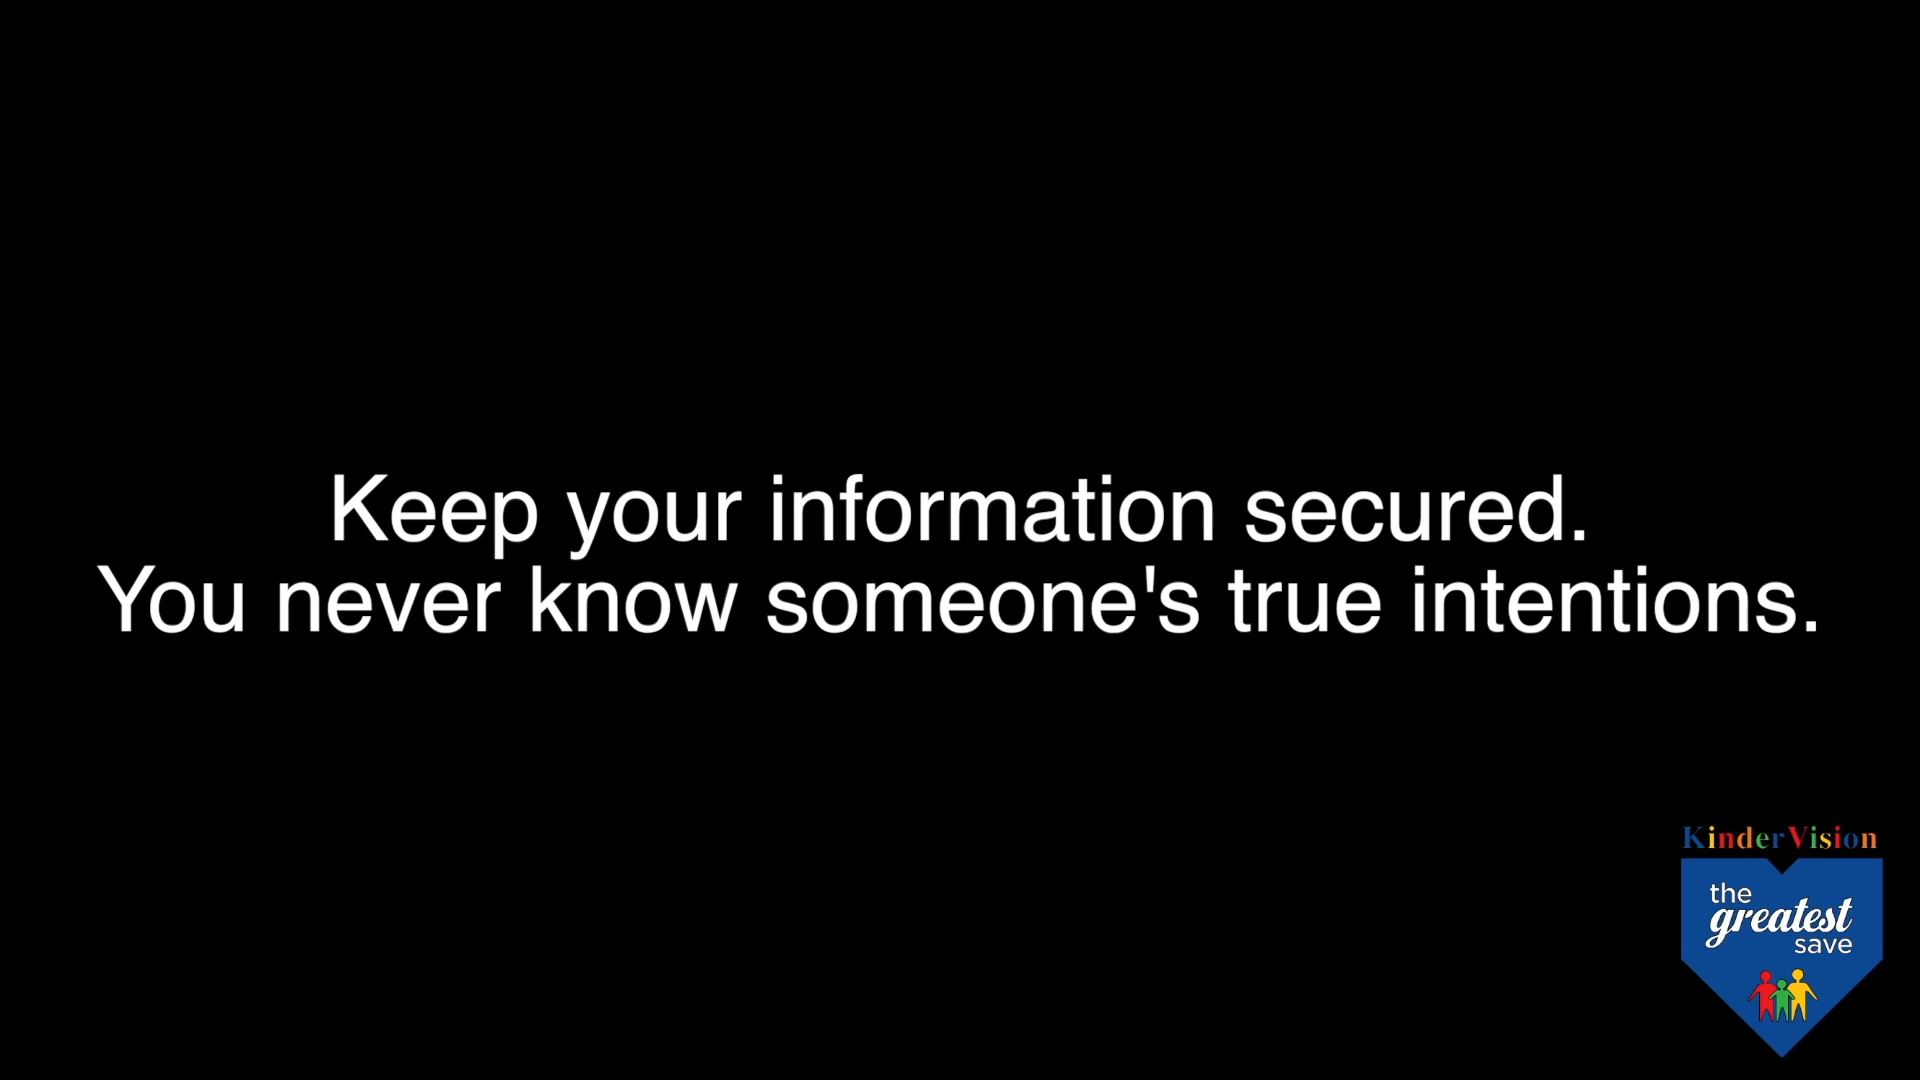 Keep your information secured.
You never know someone's true intentions.
KinderVision
the
greatest
save